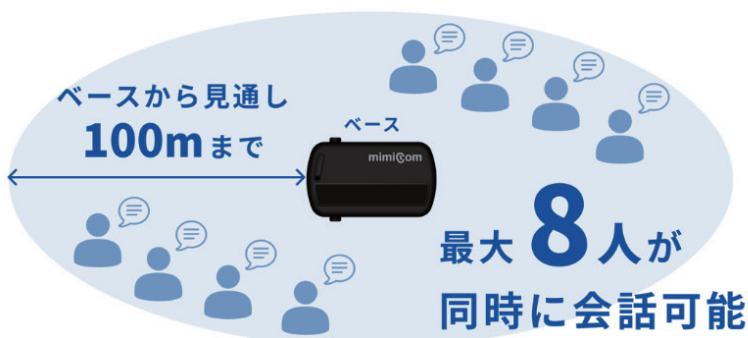 ベースから見通し
100mまで
ベース
mimicom
最大8人が
同時に会話可能